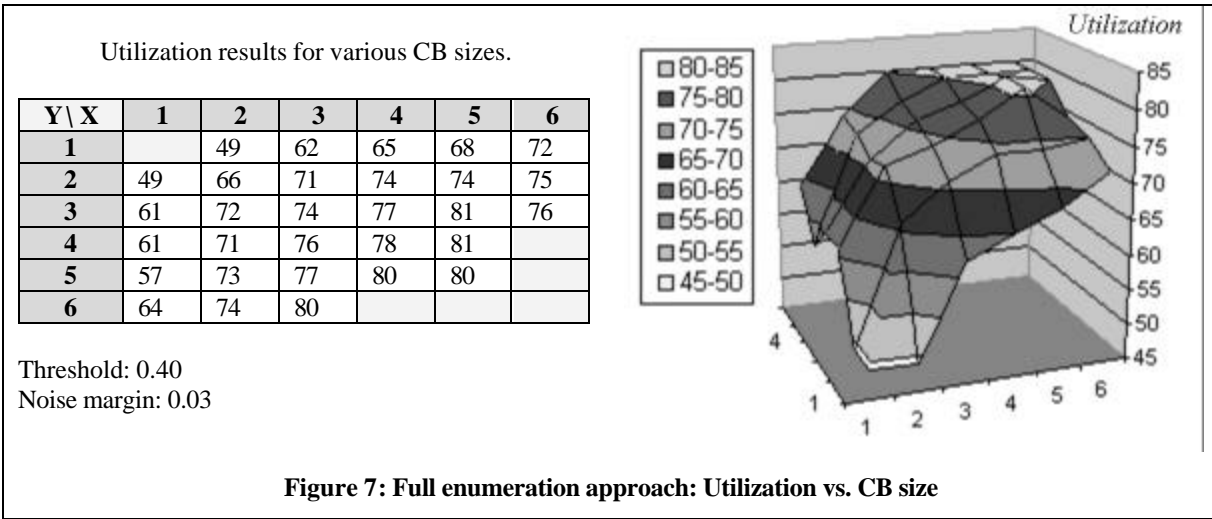 Utilization results for various CB sizes.
Y\ X 1 2 3 4 5 6
1 49 62 65 68 72
2 49 66 71 74 74 75
3 61 72 74 77 81 76
4 61 71 76 78 81
5 57 73 77 80 80
6 64 74 80
Threshold: 0.40
Noise margin: 0.03
80-85
75-80
70-75
65-70
60-65
55-60
50-55
45-50
Utilization
85
80
75
70
65
60
55
50
45
4
1
1 2 3 4 5 6
Figure 7: Full enumeration approach: Utilization vs. CB size